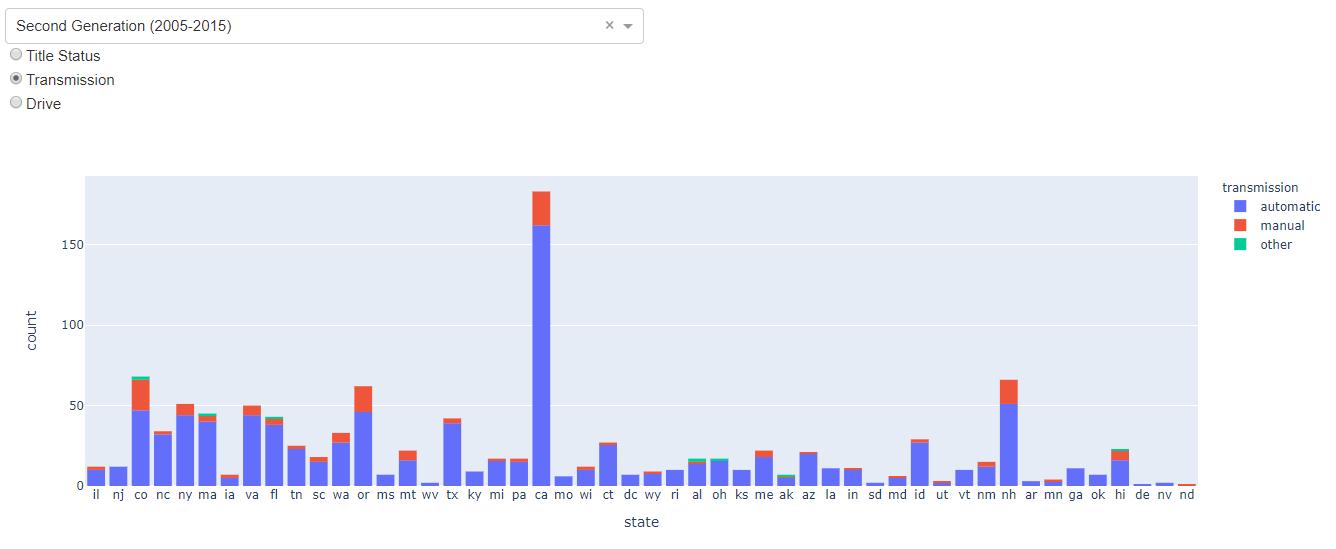 Second Generation (2005-2015) ×
Title Status
Transmission
Drive
transmission
automatic
manual
other
150
100
50
0
count
il nj co nc ny ma ia va fl tn sc wa or ms mt wv tx ky mi pa ca mo wi ct dc wy ri al oh ks me ak az la in sd md id ut vt nm nh ar mn ga ok hi de nv nd
state